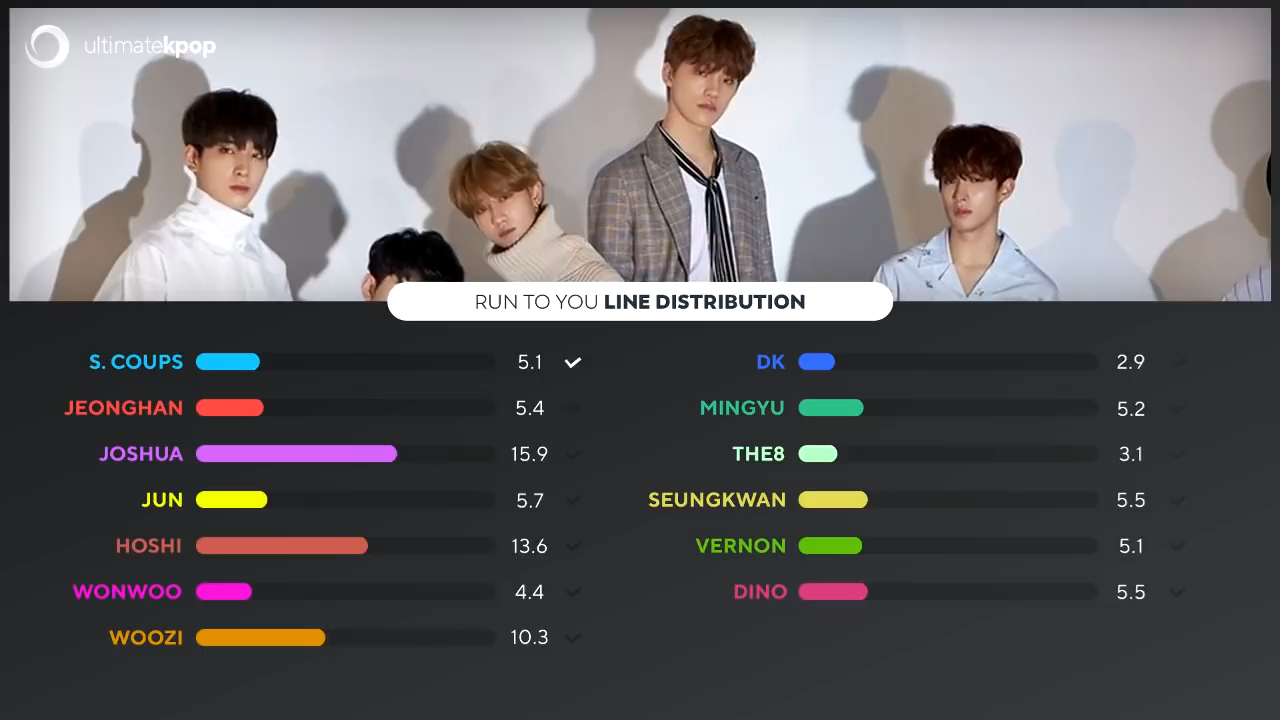 ultimatekpop
RUN TO YOU LINE DISTRIBUTION
S. COUPS 5.1
JEONGHAN 5.4
JOSHUA 15.9
JUN 5.7
HOSHI 13.6
WONWOO 4.4
WOOZI 10.3
DK 2.9
MINGYU 5.2
THE8 3.1
SEUNGKWAN 5.5
VERNON 5.1
DINO 5.5